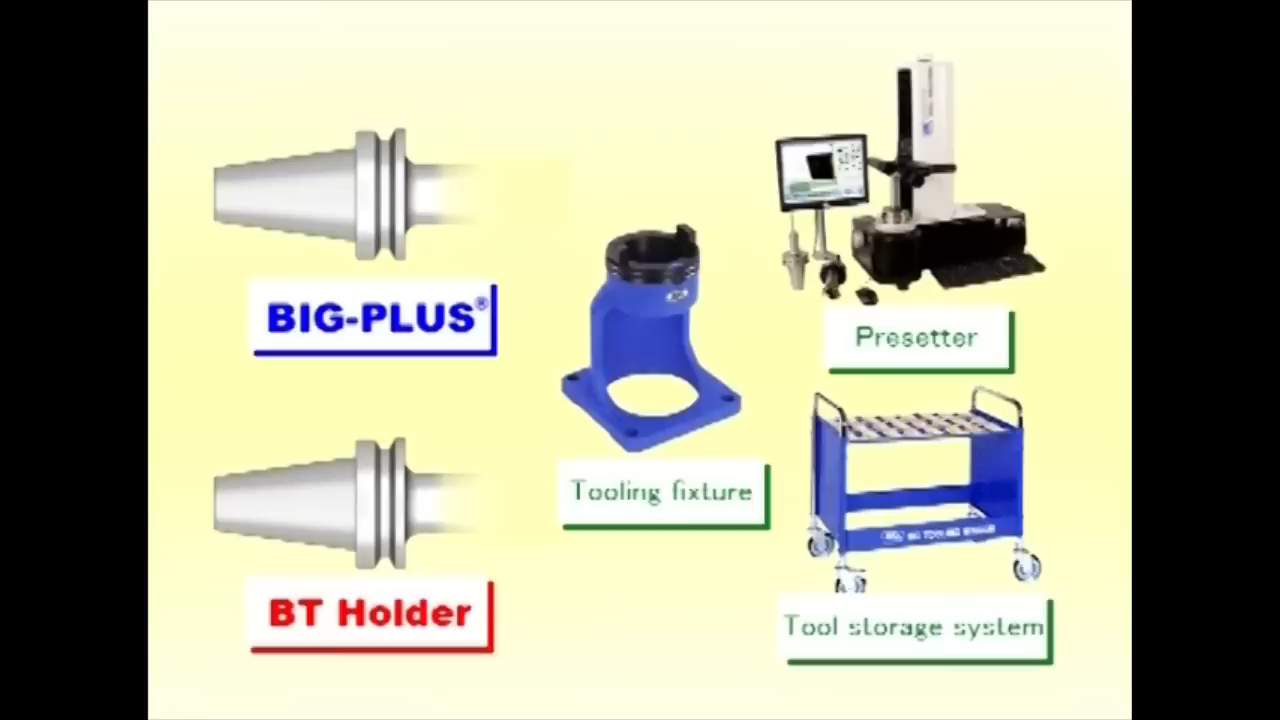 BIG-PLUS®
BT Holder
Tooling fixture
Presetter
Tool storage system